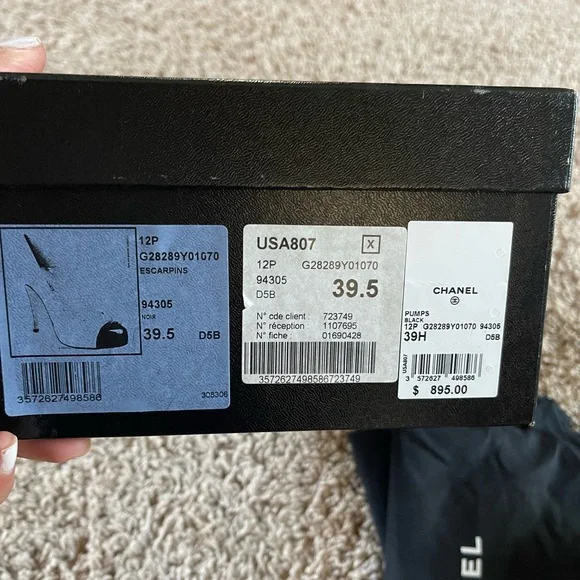 12P
G28289Y01070
ESCARPINS
94305
NOIR
39.5 D5B
3572627498586
305306
USA807 X
12P G28289Y01070
94305
D5B 39.5
N° cde client : 723749
N° réception : 1107695
N° fiche : 01690428
3572627498586723749
CHANEL
PUMPS
BLACK
12P G28289Y01070 94305
39H D5B
USA807
3 572627 498586
$ 895.00
EL